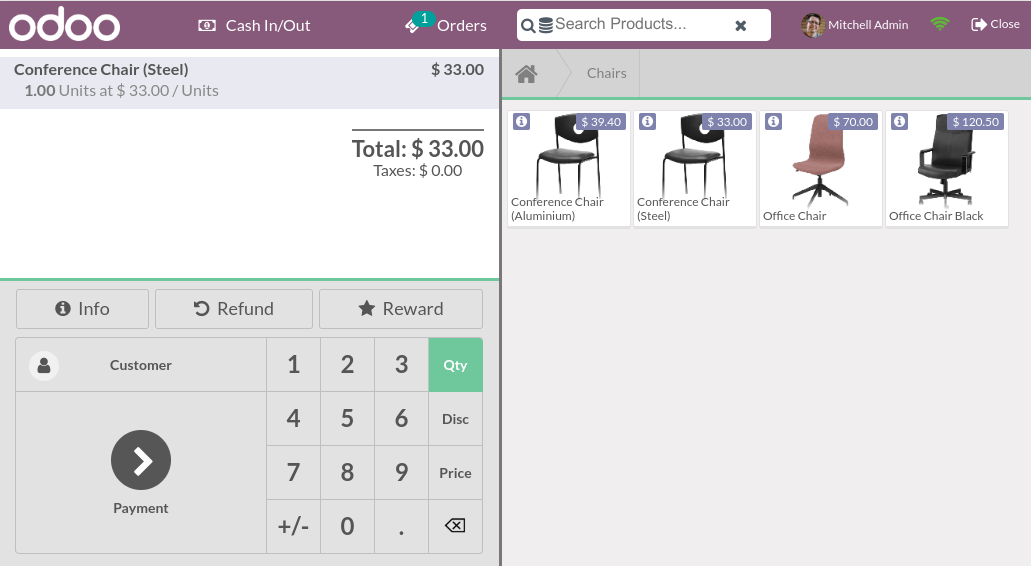 odoo
Cash In/Out
1
Orders
Search Products...
Mitchell Admin
Close
Conference Chair (Steel) $ 33.00
1.00 Units at $ 33.00 / Units
Total: $ 33.00
Taxes: $ 0.00
Info
Refund
Reward
Customer
1 2 3 Qty
4 5 6 Disc
7 8 9 Price
+/- 0 .
Payment
Chairs
$ 39.40
Conference Chair
(Aluminium)
$ 33.00
Conference Chair
(Steel)
$ 70.00
Office Chair
$ 120.50
Office Chair Black